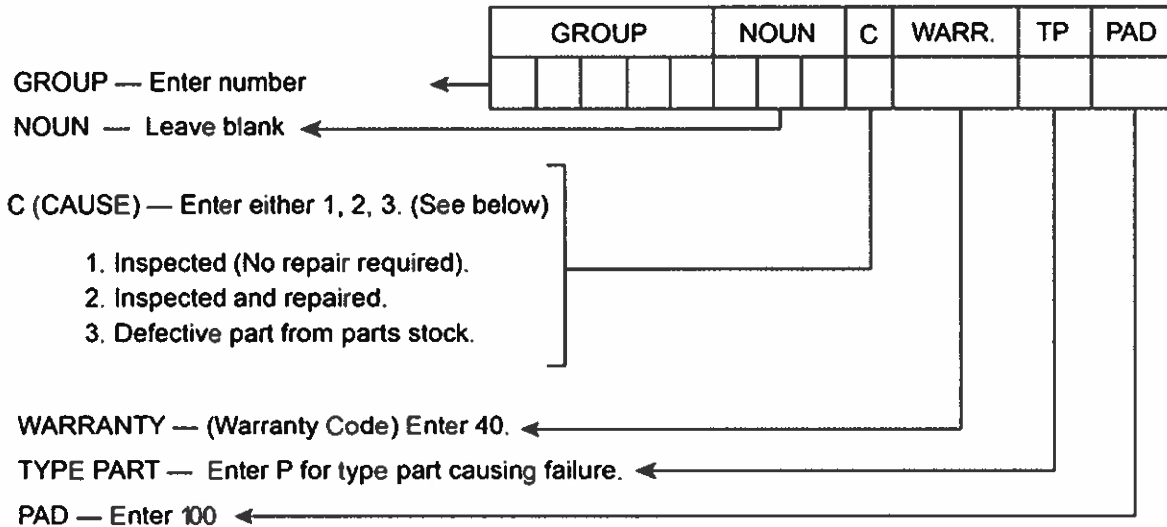 GROUP NOUN C WARR. TP PAD
GROUP — Enter number
NOUN — Leave blank
C (CAUSE) — Enter either 1, 2, 3. (See below)
1. Inspected (No repair required).
2. Inspected and repaired.
3. Defective part from parts stock.
WARRANTY — (Warranty Code) Enter 40.
TYPE PART — Enter P for type part causing failure.
PAD — Enter 100